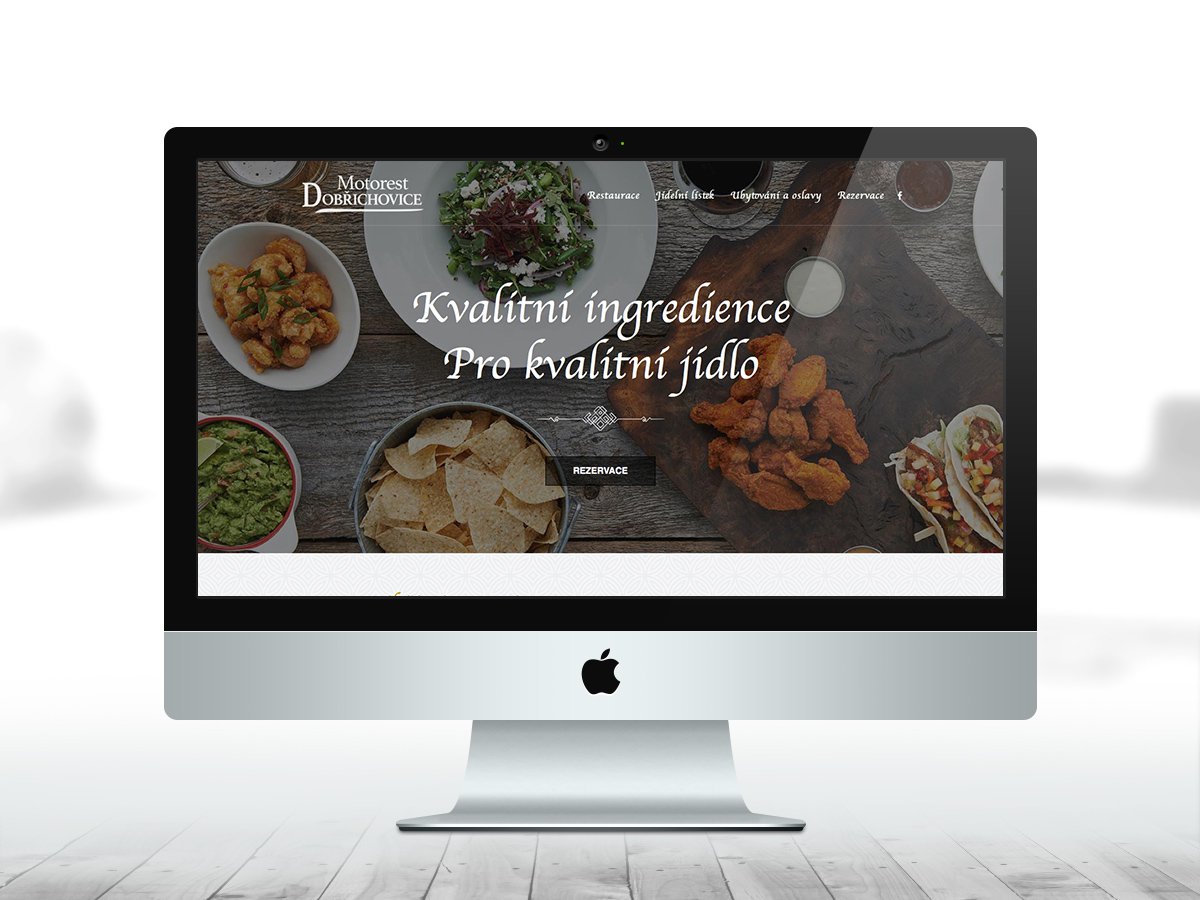 Motorest
DOBŘICHOVICE
Restaurace Jídelní lístek Ubytování a oslavy Rezervace f
Kvalitní ingredience
Pro kvalitní jídlo
REZERVACE